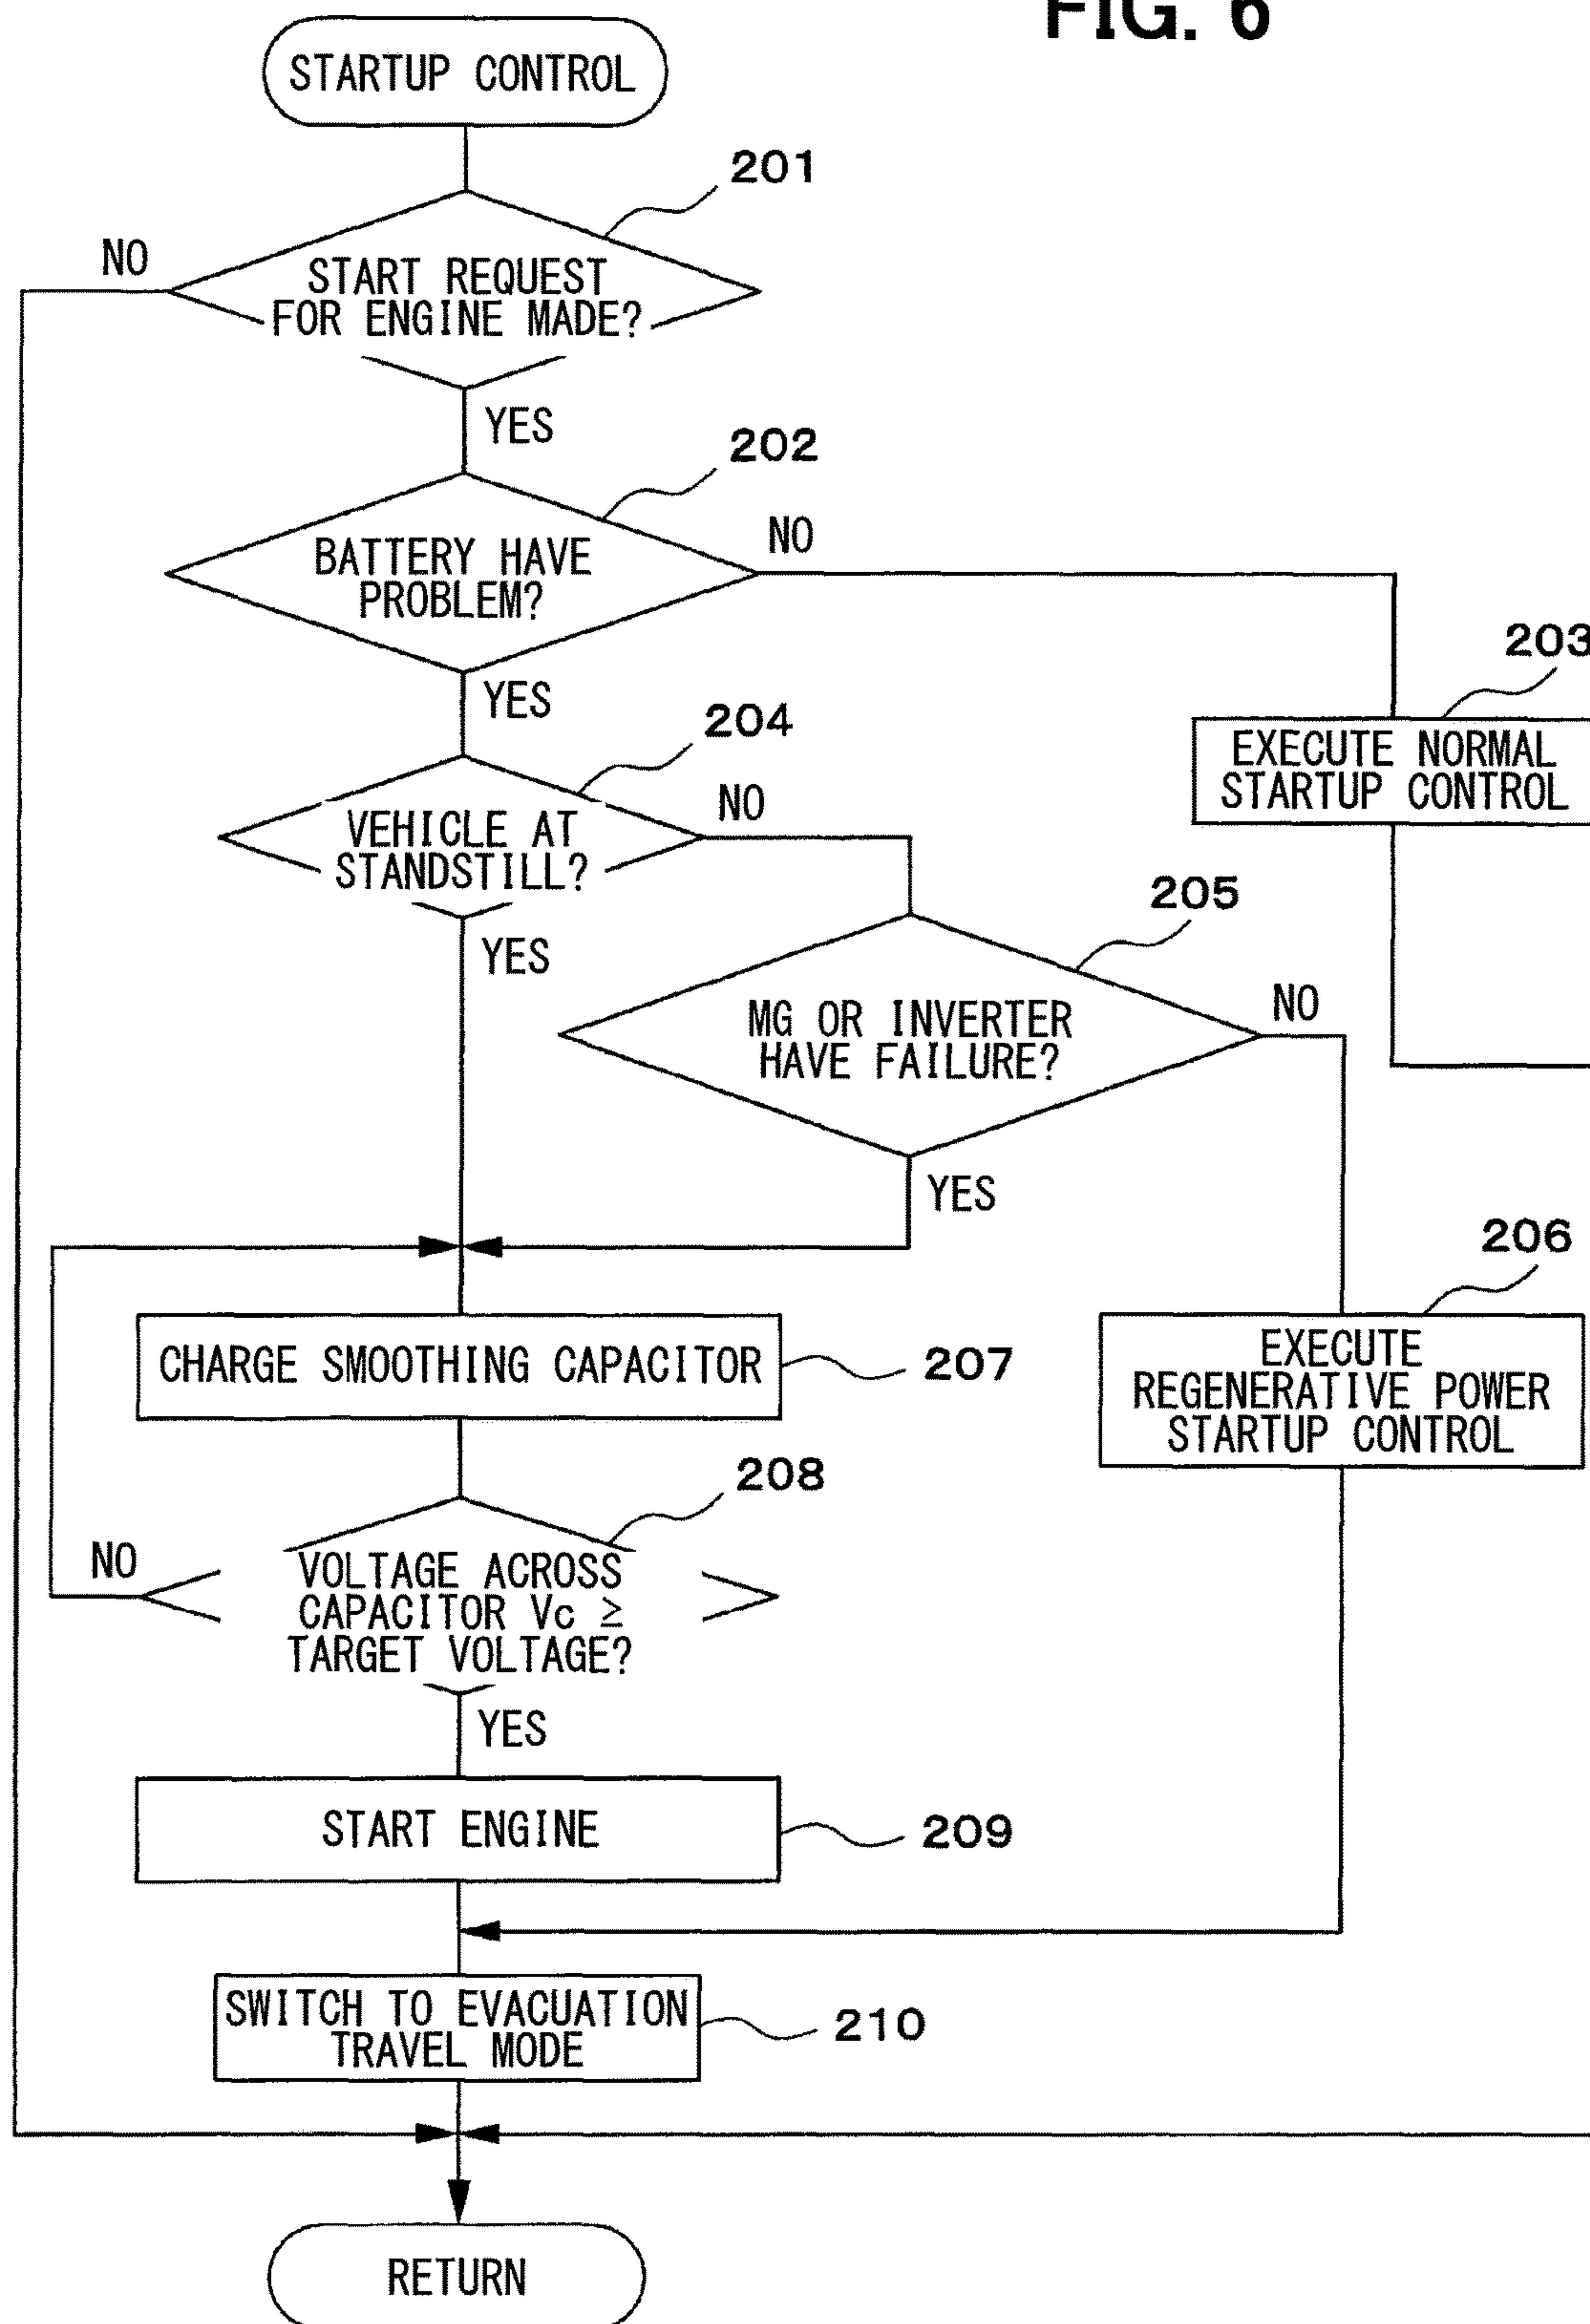 FIG. 6
STARTUP CONTROL
201
NO
START REQUEST
FOR ENGINE MADE?
YES
202
NO
BATTERY HAVE
PROBLEM?
YES
203
EXECUTE NORMAL
STARTUP CONTROL
204
NO
VEHICLE AT
STANDSTILL?
YES
205
NO
MG OR INVERTER
HAVE FAILURE?
YES
206
EXECUTE
REGENERATIVE POWER
STARTUP CONTROL
CHARGE SMOOTHING CAPACITOR
207
208
NO
VOLTAGE ACROSS
CAPACITOR Vc ≥
TARGET VOLTAGE?
YES
START ENGINE
209
SWITCH TO EVACUATION
TRAVEL MODE
210
RETURN